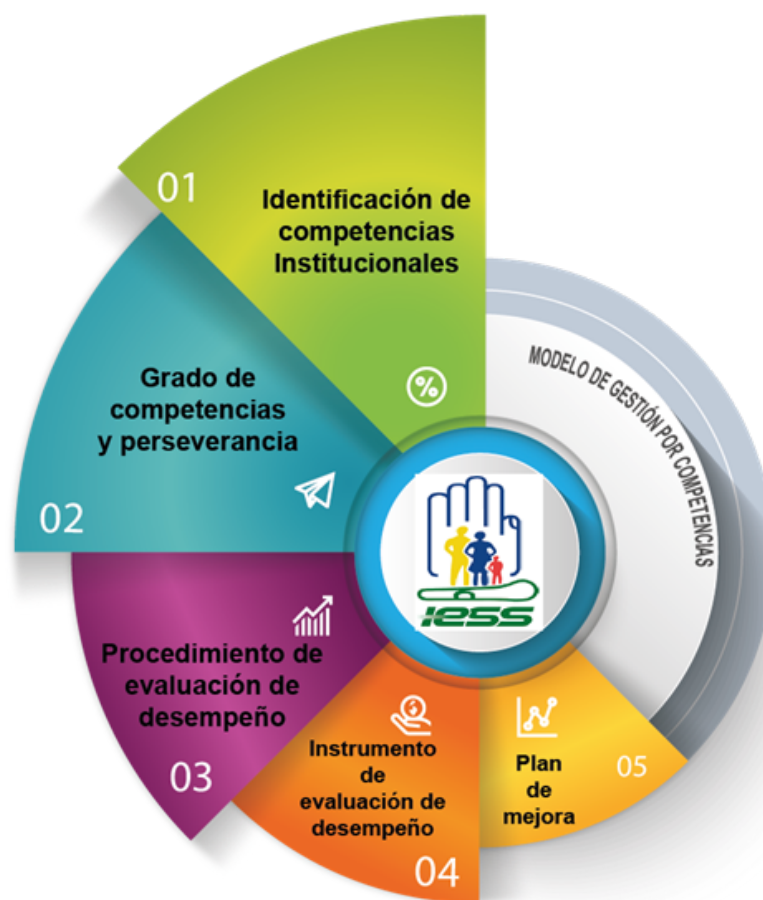 01
Identificación de
competencias
Institucionales
MODELO DE GESTIÓN POR COMPETENCIAS
Grado de
competencias
y perseverancia
02
Procedimiento de
evaluación de
desempeño
03
Instrumento
de
evaluación de
desempeño
04
Plan
de
mejora
05
%
$
IESS